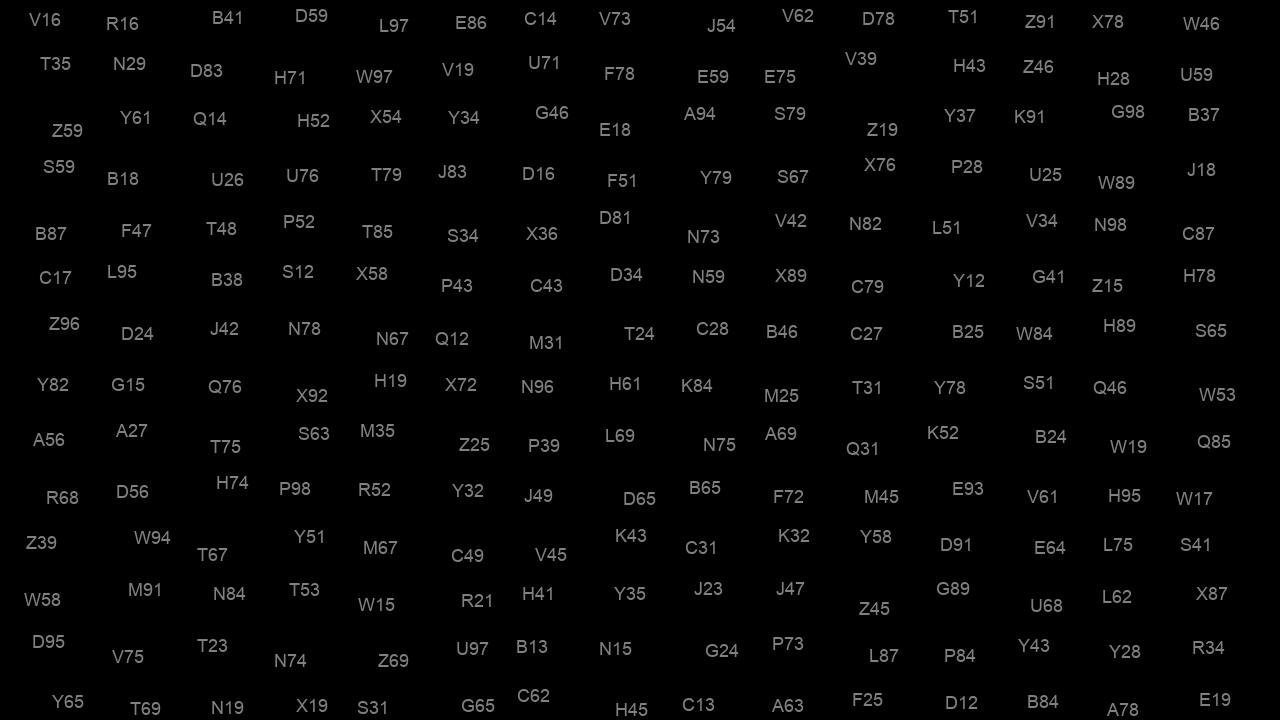 V16 R16 B41 D59 L97 E86 C14 V73 J54 V62 D78 T51 Z91 X78 W46
T35 N29 D83 H71 W97 V19 U71 F78 E59 E75 V39 H43 Z46 H28 U59
Z59 Y61 Q14 H52 X54 Y34 G46 E18 A94 S79 Z19 Y37 K91 G98 B37
S59 B18 U26 U76 T79 J83 D16 F51 Y79 S67 X76 P28 U25 W89 J18
B87 F47 T48 P52 T85 S34 X36 D81 N73 V42 N82 L51 V34 N98 C87
C17 L95 B38 S12 X58 P43 C43 D34 N59 X89 C79 Y12 G41 Z15 H78
Z96 D24 J42 N78 N67 Q12 M31 T24 C28 B46 C27 B25 W84 H89 S65
Y82 G15 Q76 X92 H19 X72 N96 H61 K84 M25 T31 Y78 S51 Q46 W53
A56 A27 T75 S63 M35 Z25 P39 L69 N75 A69 Q31 K52 B24 W19 Q85
R68 D56 H74 P98 R52 Y32 J49 D65 B65 F72 M45 E93 V61 H95 W17
Z39 W94 T67 Y51 M67 C49 V45 K43 C31 K32 Y58 D91 E64 L75 S41
W58 M91 N84 T53 W15 R21 H41 Y35 J23 J47 Z45 G89 U68 L62 X87
D95 V75 T23 N74 Z69 U97 B13 N15 G24 P73 L87 P84 Y43 Y28 R34
Y65 T69 N19 X19 S31 G65 C62 H45 C13 A63 F25 D12 B84 A78 E19